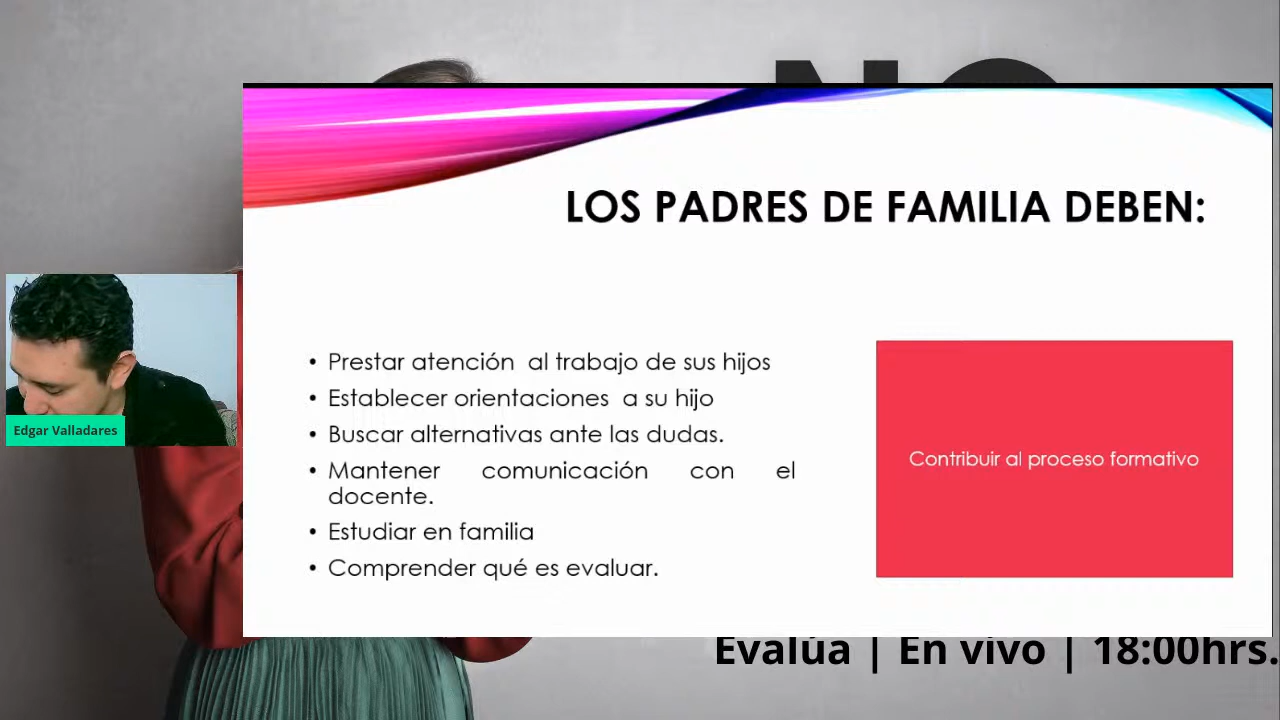 LOS PADRES DE FAMILIA DEBEN:
• Prestar atención al trabajo de sus hijos
• Establecer orientaciones a su hijo
• Buscar alternativas ante las dudas.
• Mantener comunicación con el
docente.
• Estudiar en familia
• Comprender qué es evaluar.
Contribuir al proceso formativo
Edgar Valladares
Evalúa | En vivo | 18:00hrs.